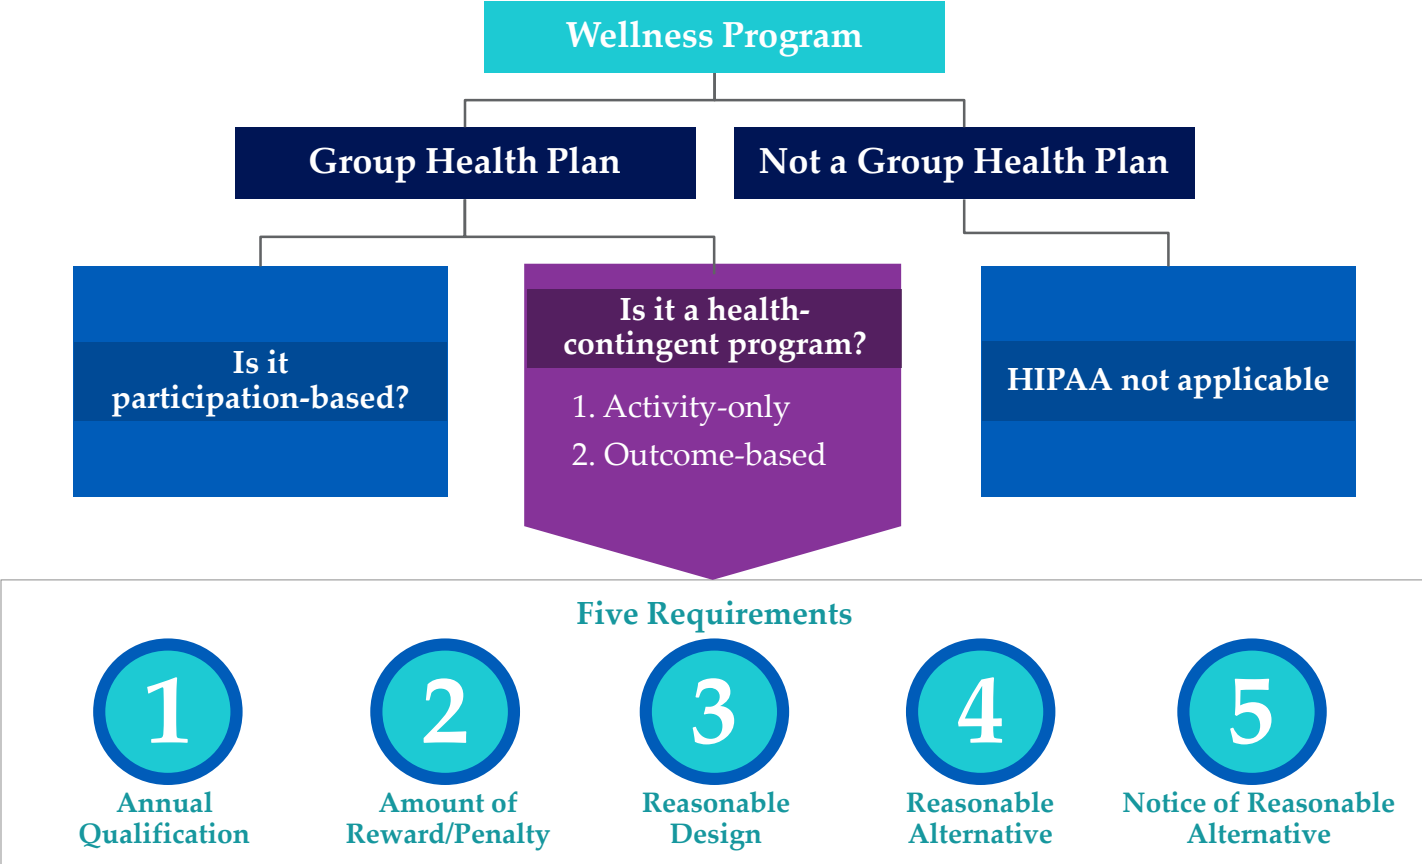 Wellness Program
Group Health Plan
Not a Group Health Plan
Is it
participation-based?
Is it a health-
contingent program?
1. Activity-only
2. Outcome-based
HIPAA not applicable
Five Requirements
1
Annual
Qualification
2
Amount of
Reward/Penalty
3
Reasonable
Design
4
Reasonable
Alternative
5
Notice of Reasonable
Alternative